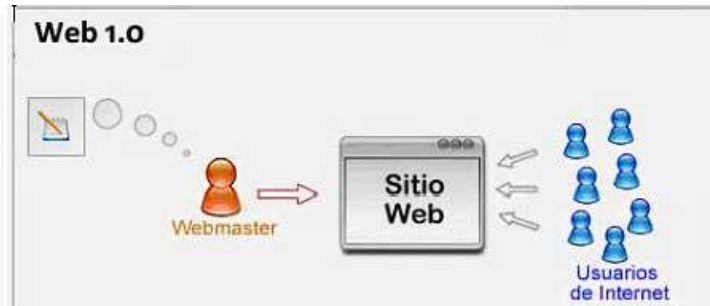 Web 1.0
Sitio
Web
Webmaster
Usuarios
de Internet